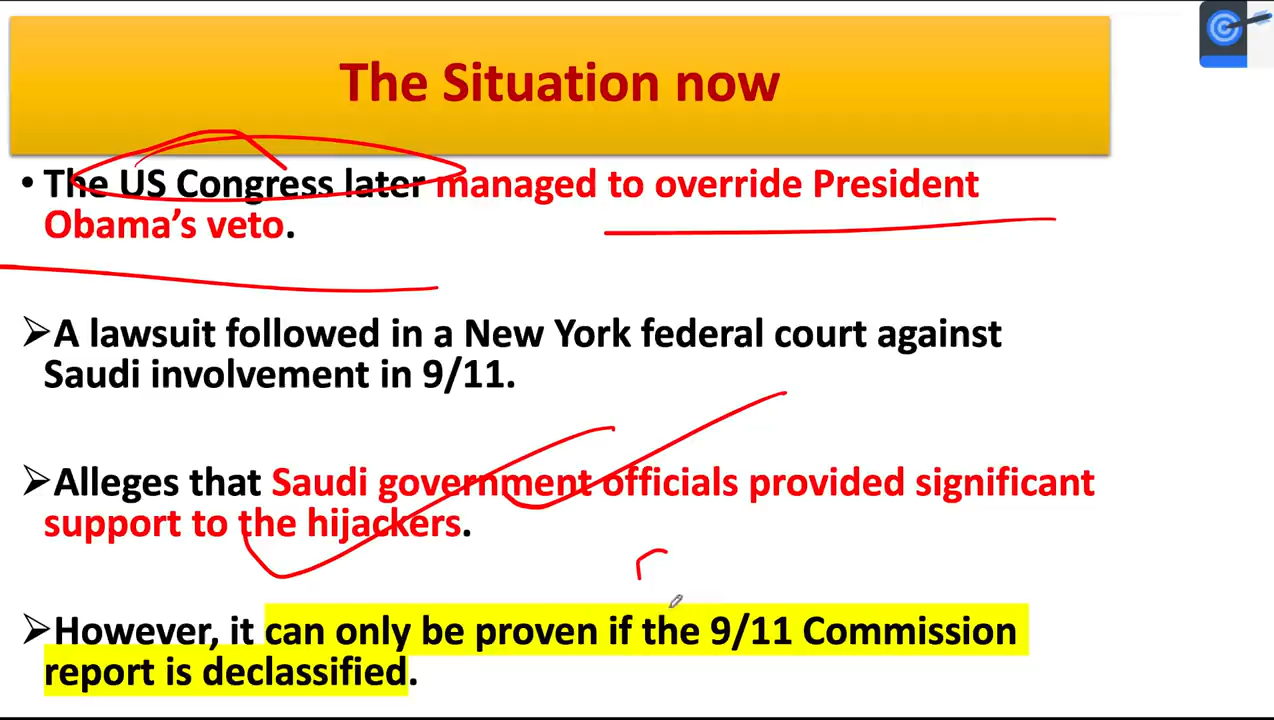 The Situation now
• The US Congress later managed to override President
Obama’s veto.
➢A lawsuit followed in a New York federal court against
Saudi involvement in 9/11.
➢Alleges that Saudi government officials provided significant
support to the hijackers.
➢However, it can only be proven if the 9/11 Commission
report is declassified.